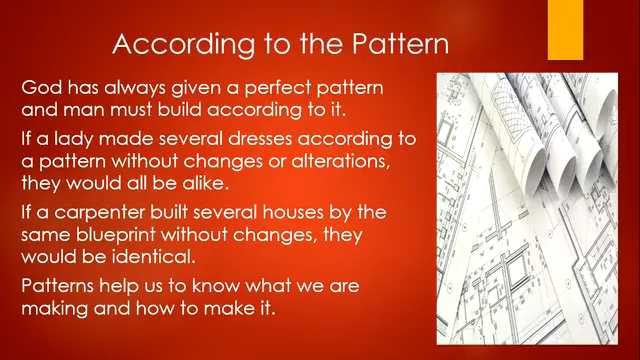 According to the Pattern
God has always given a perfect pattern
and man must build according to it.
If a lady made several dresses according to
a pattern without changes or alterations,
they would all be alike.
If a carpenter built several houses by the
same blueprint without changes, they
would be identical.
Patterns help us to know what we are
making and how to make it.